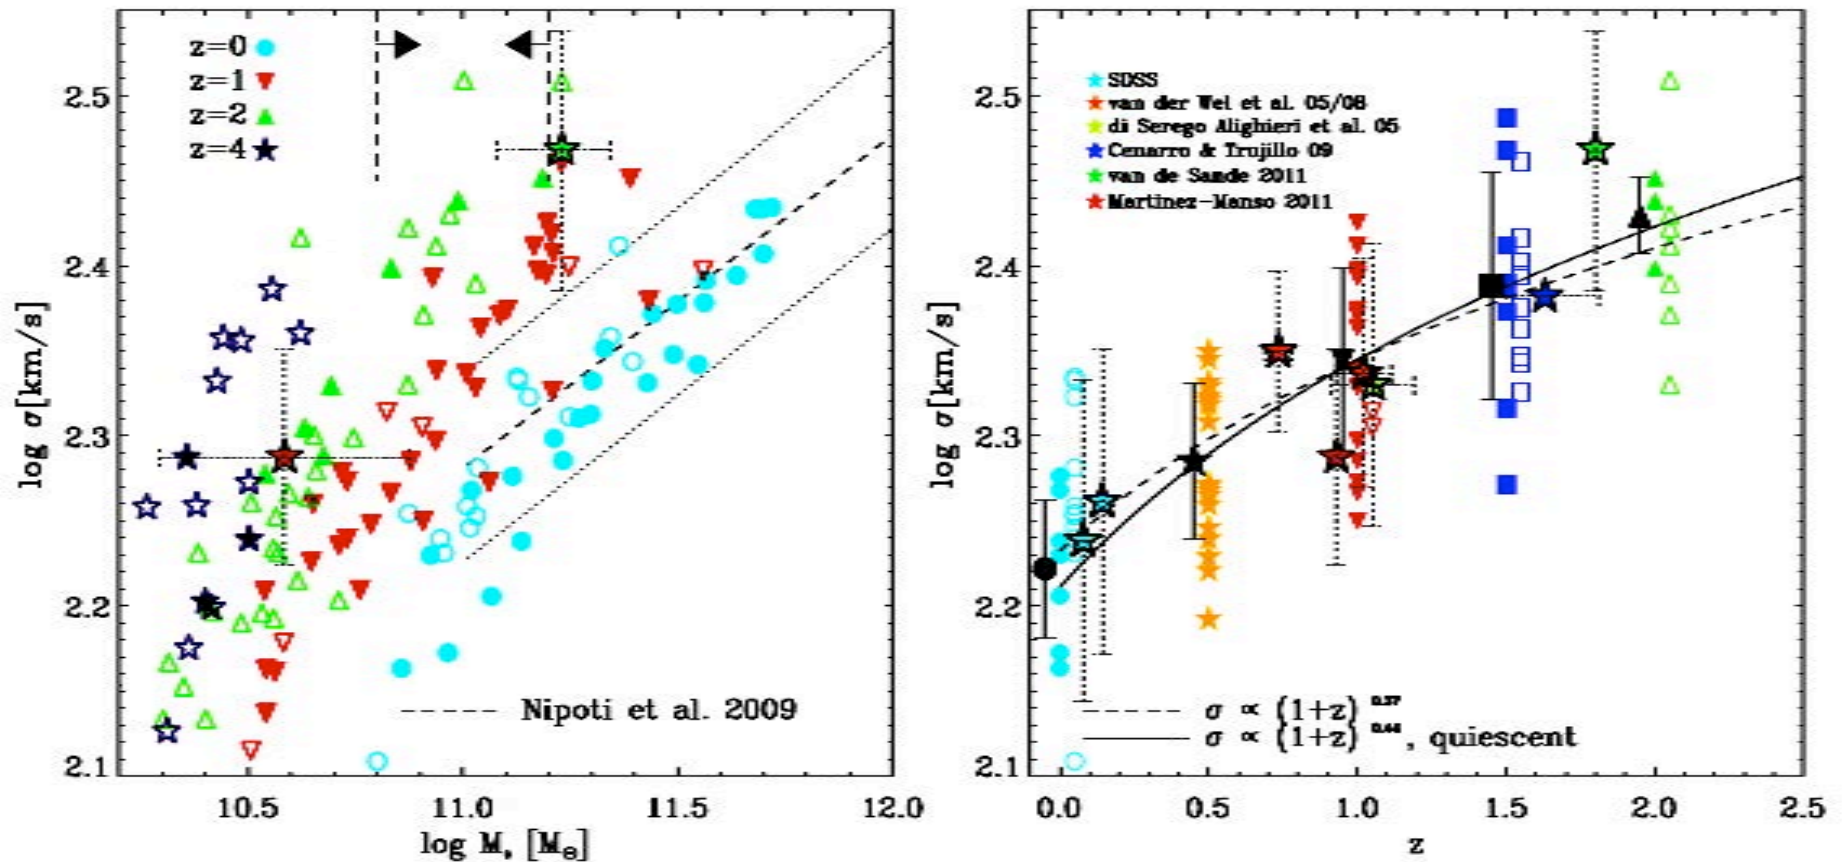 z=0
z=1
z=2
z=4
2.5
2.4
2.3
2.2
2.1
log σ[km/s]
Nipoti et al. 2009
10.5 11.0 11.5 12.0
log M* [M⊙]
SDSS
van der Wel et al. 05/08
di Serego Alighieri et al. 05
Cenarro & Trujillo 09
van de Sande 2011
Martinez-Manso 2011
2.5
2.4
2.3
2.2
2.1
log σ[km/s]
σ ∝ (1+z) 0.37
σ ∝ (1+z) 0.44 , quiescent
0.0 0.5 1.0 1.5 2.0 2.5
z